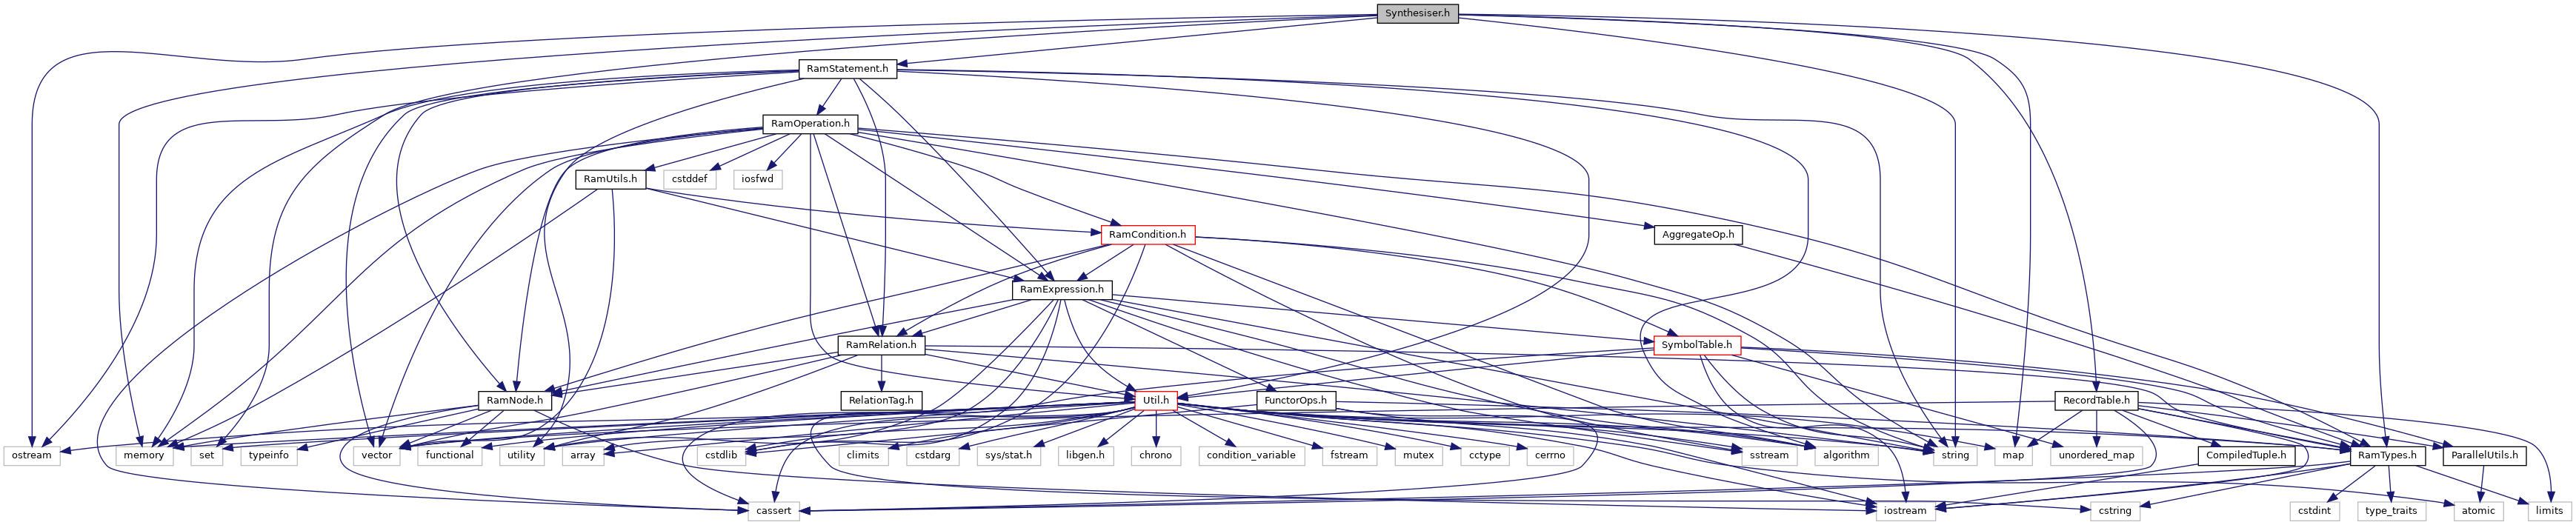 Synthesiser.h
RamStatement.h
RamOperation.h
RamUtils.h
cstddef
iosfwd
RamCondition.h
AggregateOp.h
RamExpression.h
RamRelation.h
SymbolTable.h
RamNode.h
RelationTag.h
Util.h
FunctorOps.h
RecordTable.h
ostream
memory
set
typeinfo
vector
functional
utility
array
cstdlib
climits
cstdarg
sys/stat.h
libgen.h
chrono
condition_variable
fstream
mutex
cctype
cerrno
sstream
algorithm
string
map
unordered_map
CompiledTuple.h
RamTypes.h
ParallelUtils.h
cassert
iostream
cstring
cstdint
type_traits
atomic
limits